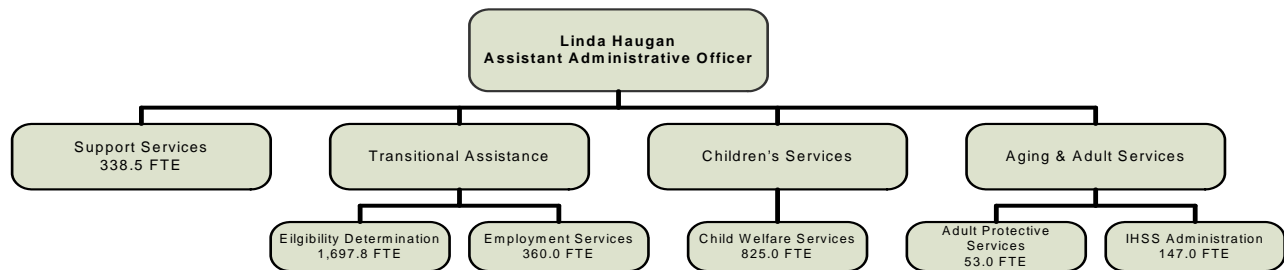 Linda Haugan
Assistant Administrative Officer
Support Services
338.5 FTE
Transitional Assistance
Children's Services
Aging & Adult Services
Eilgibility Determination
1,697.8 FTE
Employment Services
360.0 FTE
Child Welfare Services
825.0 FTE
Adult Protective
Services
53.0 FTE
IHSS Administration
147.0 FTE